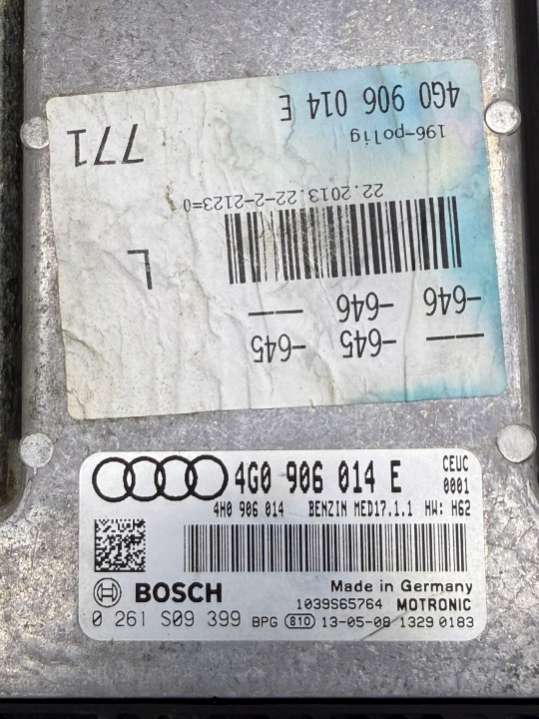 4G0 906 014 E
196-polig
771
22.2013.22-2-2123=0
L
-646 -646 —
— -645 -645
4G0 906 014 E CEUC
0001
4H0 906 014 BENZIN MED17.1.1 HW: H62
BOSCH Made in Germany
1039S65764 MOTRONIC
0 261 S09 399 BPG 810 13-05-08 1329 0183